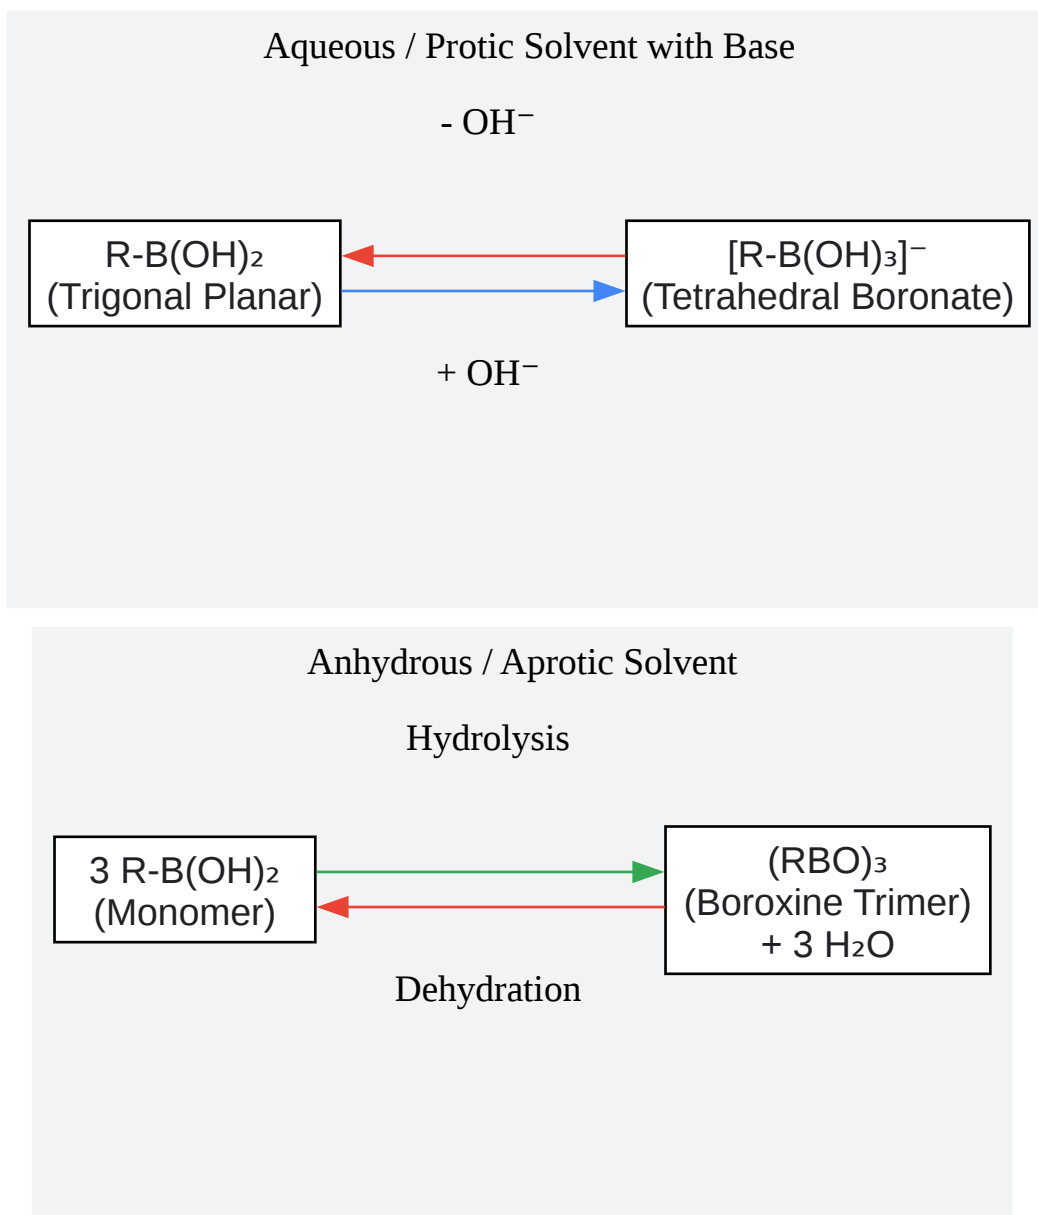 Aqueous / Protic Solvent with Base
- OH⁻
R-B(OH)₂
(Trigonal Planar)
[R-B(OH)₃]⁻
(Tetrahedral Boronate)
+ OH⁻
Anhydrous / Aprotic Solvent
Hydrolysis
3 R-B(OH)₂
(Monomer)
(RBO)₃
(Boroxine Trimer)
+ 3 H₂O
Dehydration